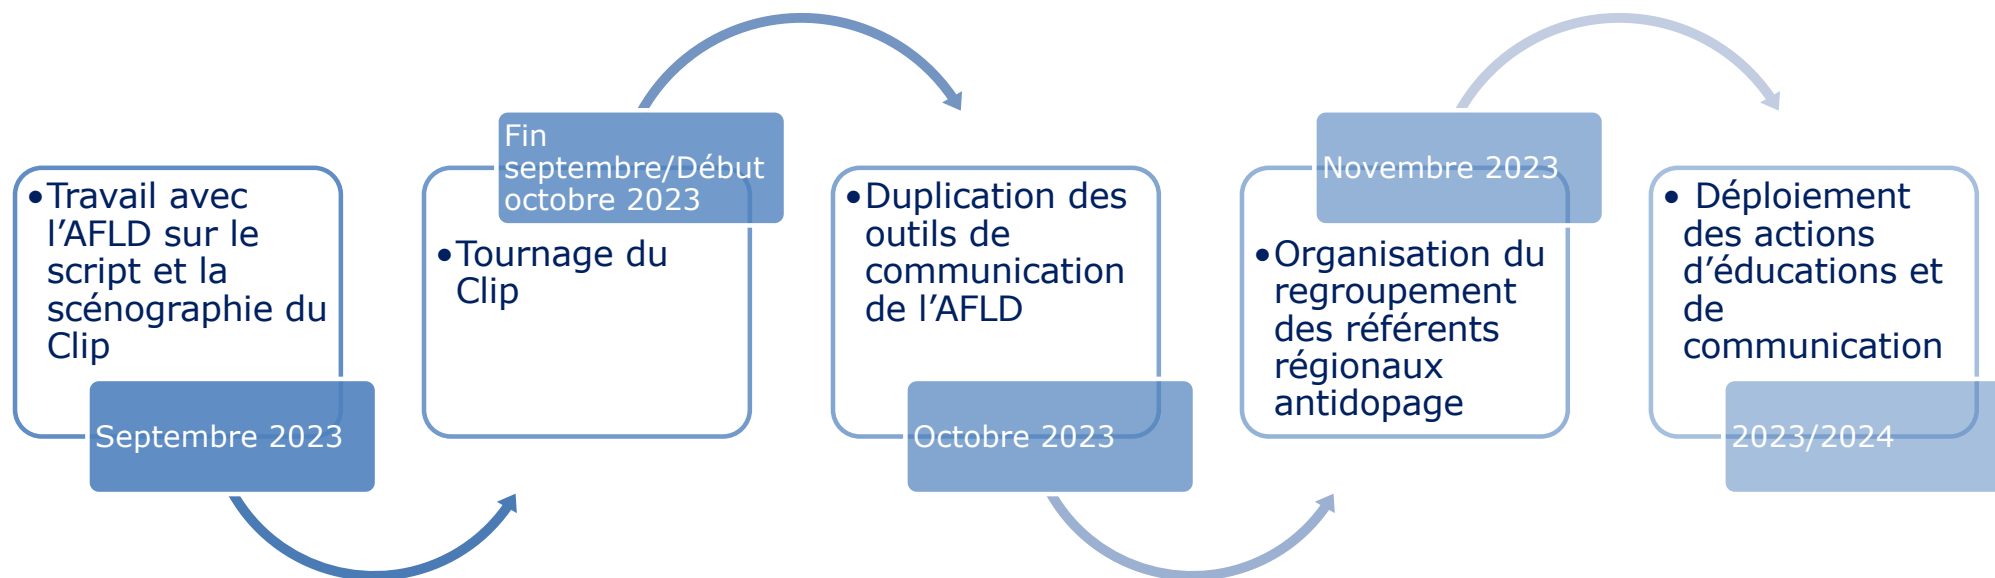 •Travail avec
l’AFLD sur le
script et la
scénographie du
Clip
Septembre 2023
Fin
septembre/Début
octobre 2023
•Tournage du
Clip
•Duplication des
outils de
communication
de l’AFLD
Octobre 2023
Novembre 2023
•Organisation du
regroupement
des référents
régionaux
antidopage
• Déploiement
des actions
d’éducations et
de
communication
2023/2024